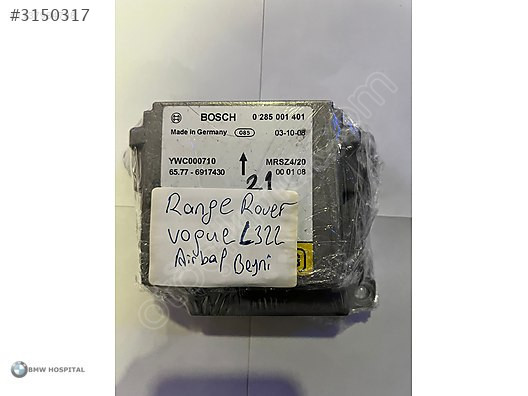 #3150317
BOSCH 0 285 001 401
Made in Germany 085 03-10-08
YWC000710 MRSZ4/20
65.77 - 6917430 00 01 08
21
Range Rover
vogue L322
Airbag Beyni
BMW HOSPITAL